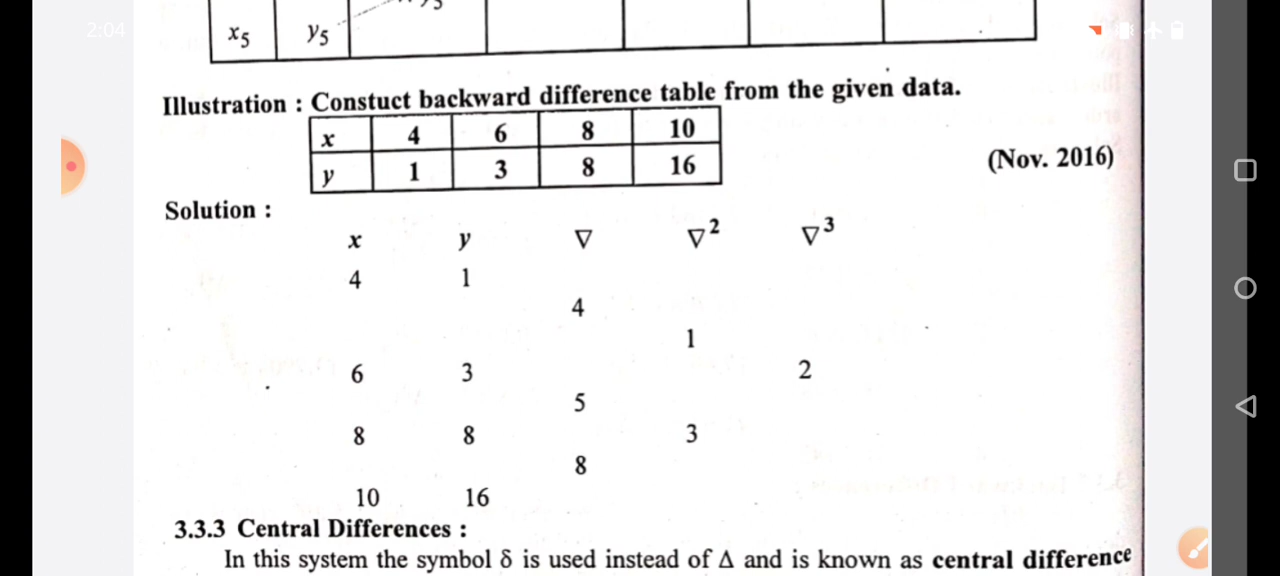 2:04
x5 y5
Illustration : Constuct backward difference table from the given data.
x 4 6 8 10
y 1 3 8 16
(Nov. 2016)
Solution :
x y ∇ ∇² ∇³
4 1
4
1
6 3 2
5
8 8 3
8
10 16
3.3.3 Central Differences :
In this system the symbol δ is used instead of Δ and is known as central difference